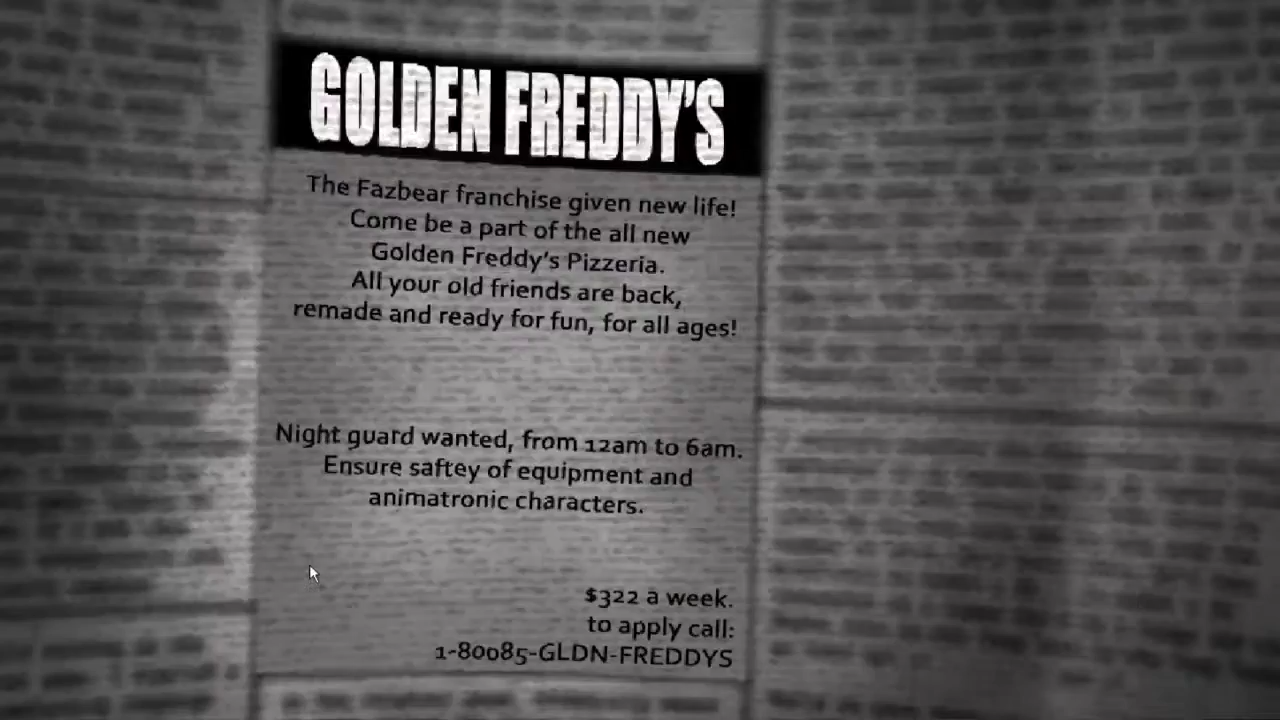 GOLDEN FREDDY'S
The Fazbear franchise given new life!
Come be a part of the all new
Golden Freddy's Pizzeria.
All your old friends are back,
remade and ready for fun, for all ages!
Night guard wanted, from 12am to 6am.
Ensure saftey of equipment and
animatronic characters.
$322 a week.
to apply call:
1-80085-GLDN-FREDDYS